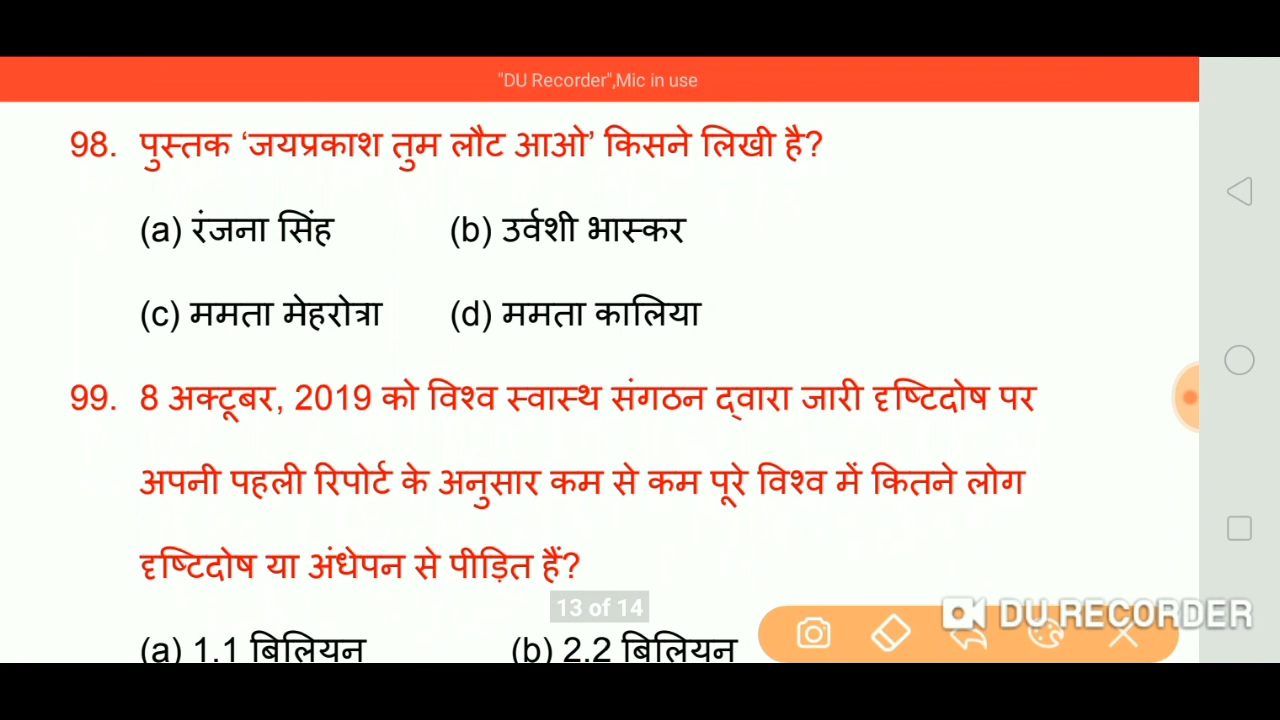 "DU Recorder",Mic in use
98. पुस्तक ‘जयप्रकाश तुम लौट आओ’ किसने लिखी है?
(a) रंजना सिंह (b) उर्वशी भास्कर
(c) ममता मेहरोत्रा (d) ममता कालिया
99. 8 अक्टूबर, 2019 को विश्व स्वास्थ संगठन द्वारा जारी दृष्टिदोष पर
अपनी पहली रिपोर्ट के अनुसार कम से कम पूरे विश्व में कितने लोग
दृष्टिदोष या अंधेपन से पीड़ित हैं?
13 of 14
DU RECORDER
(a) 1.1 बिलियन (b) 2.2 बिलियन